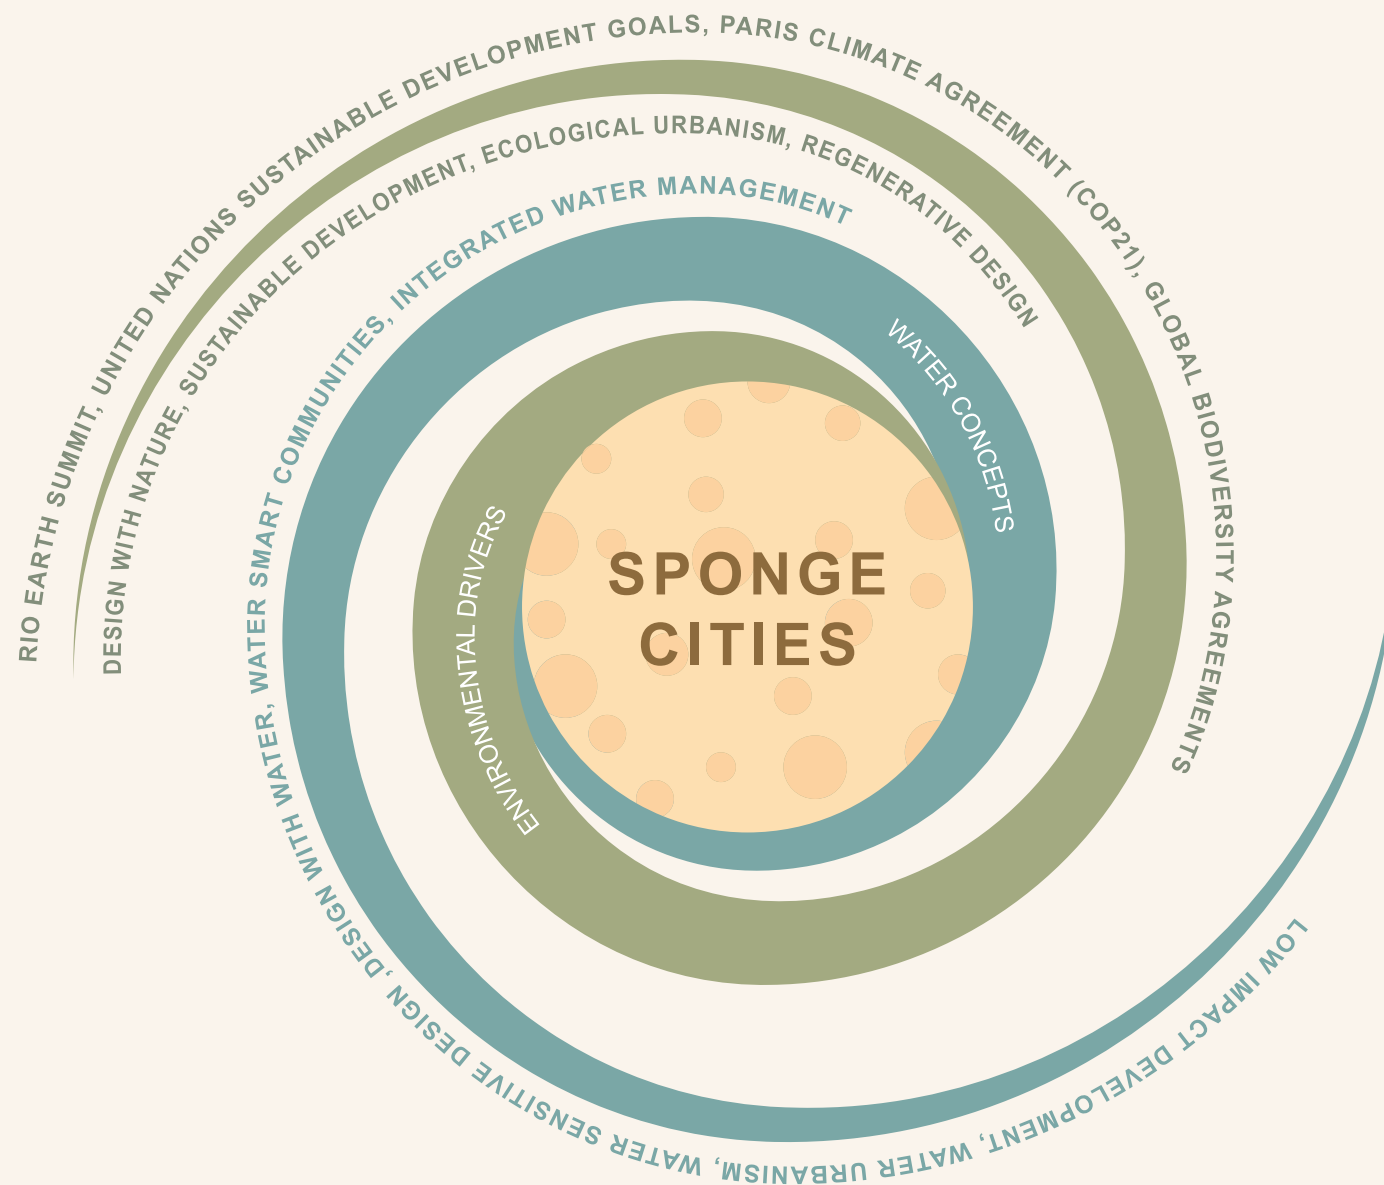 RIO EARTH SUMMIT, UNITED NATIONS SUSTAINABLE DEVELOPMENT GOALS, PARIS CLIMATE AGREEMENT (COP21), GLOBAL BIODIVERSITY AGREEMENTS
DESIGN WITH NATURE, SUSTAINABLE DEVELOPMENT, ECOLOGICAL URBANISM, REGENERATIVE DESIGN
LOW IMPACT DEVELOPMENT, WATER URBANISM, WATER SENSITIVE DESIGN, DESIGN WITH WATER, WATER SMART COMMUNITIES, INTEGRATED WATER MANAGEMENT
WATER CONCEPTS
ENVIRONMENTAL DRIVERS
SPONGE
CITIES